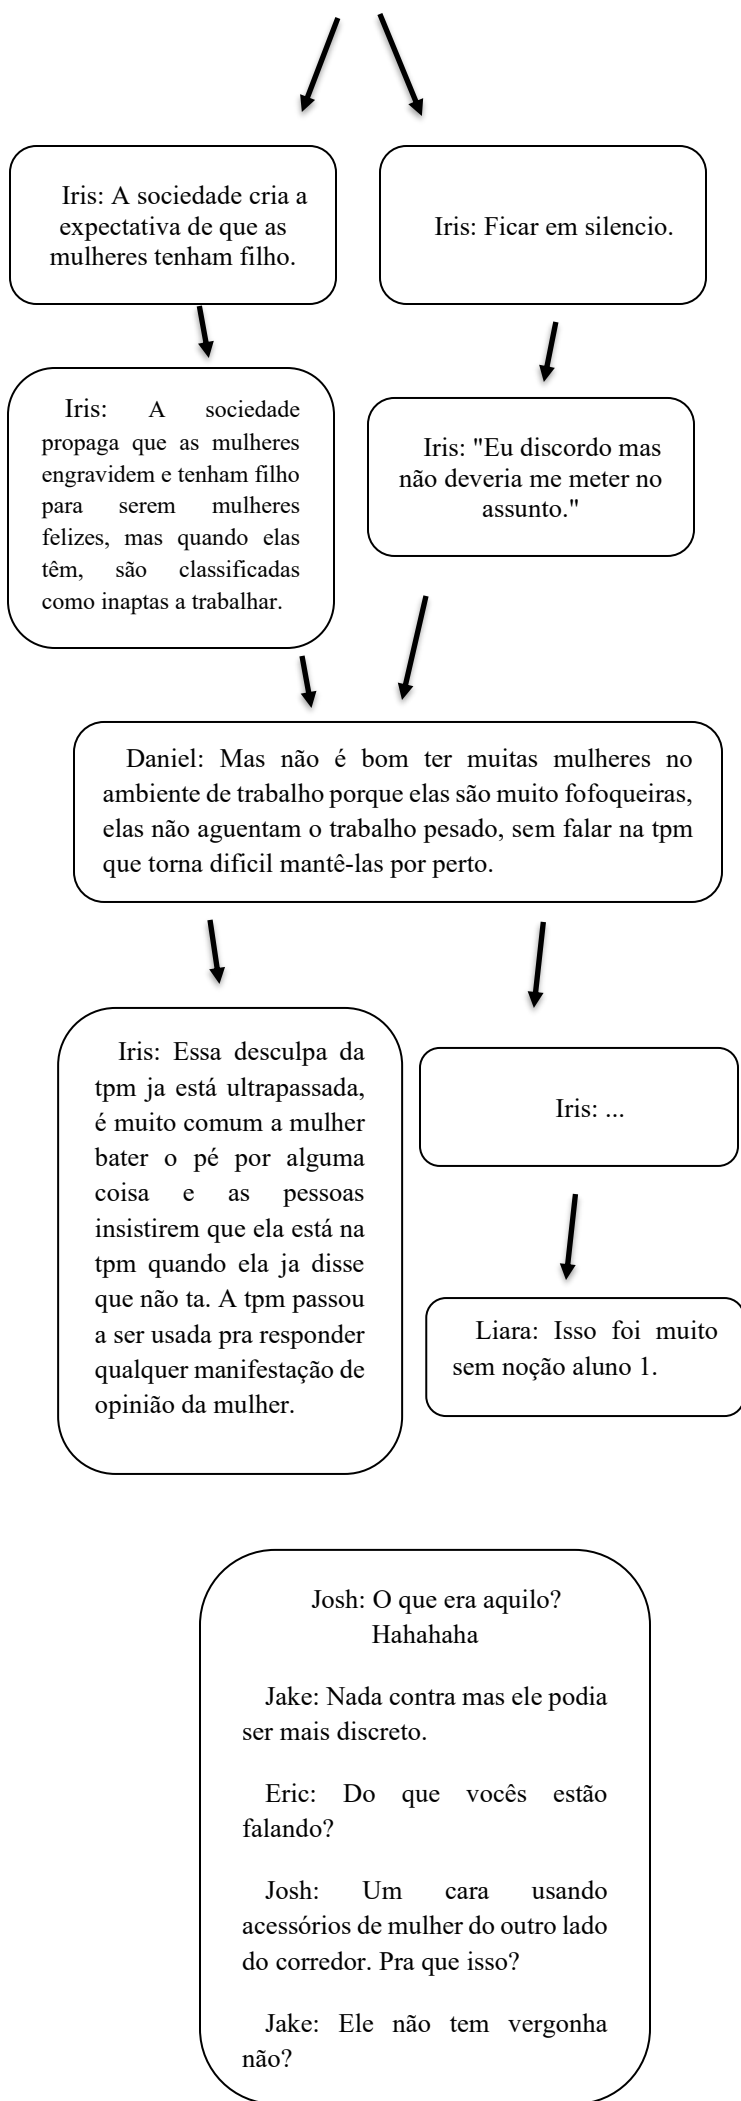 Iris: A sociedade cria a
expectativa de que as
mulheres tenham filho.
Iris: Ficar em silencio.
Iris: A sociedade
propaga que as mulheres
engravidem e tenham filho
para serem mulheres
felizes, mas quando elas
têm, são classificadas
como inaptas a trabalhar.
Iris: "Eu discordo mas
não deveria me meter no
assunto."
Daniel: Mas não é bom ter muitas mulheres no
ambiente de trabalho porque elas são muito fofoqueiras,
elas não aguentam o trabalho pesado, sem falar na tpm
que torna dificil mantê-las por perto.
Iris: Essa desculpa da
tpm ja está ultrapassada,
é muito comum a mulher
bater o pé por alguma
coisa e as pessoas
insistirem que ela está na
tpm quando ela ja disse
que não ta. A tpm passou
a ser usada pra responder
qualquer manifestação de
opinião da mulher.
Iris: ...
Liara: Isso foi muito
sem noção aluno 1.
Josh: O que era aquilo?
Hahahaha
Jake: Nada contra mas ele podia
ser mais discreto.
Eric: Do que vocês estão
falando?
Josh: Um cara usando
acessórios de mulher do outro lado
do corredor. Pra que isso?
Jake: Ele não tem vergonha
não?